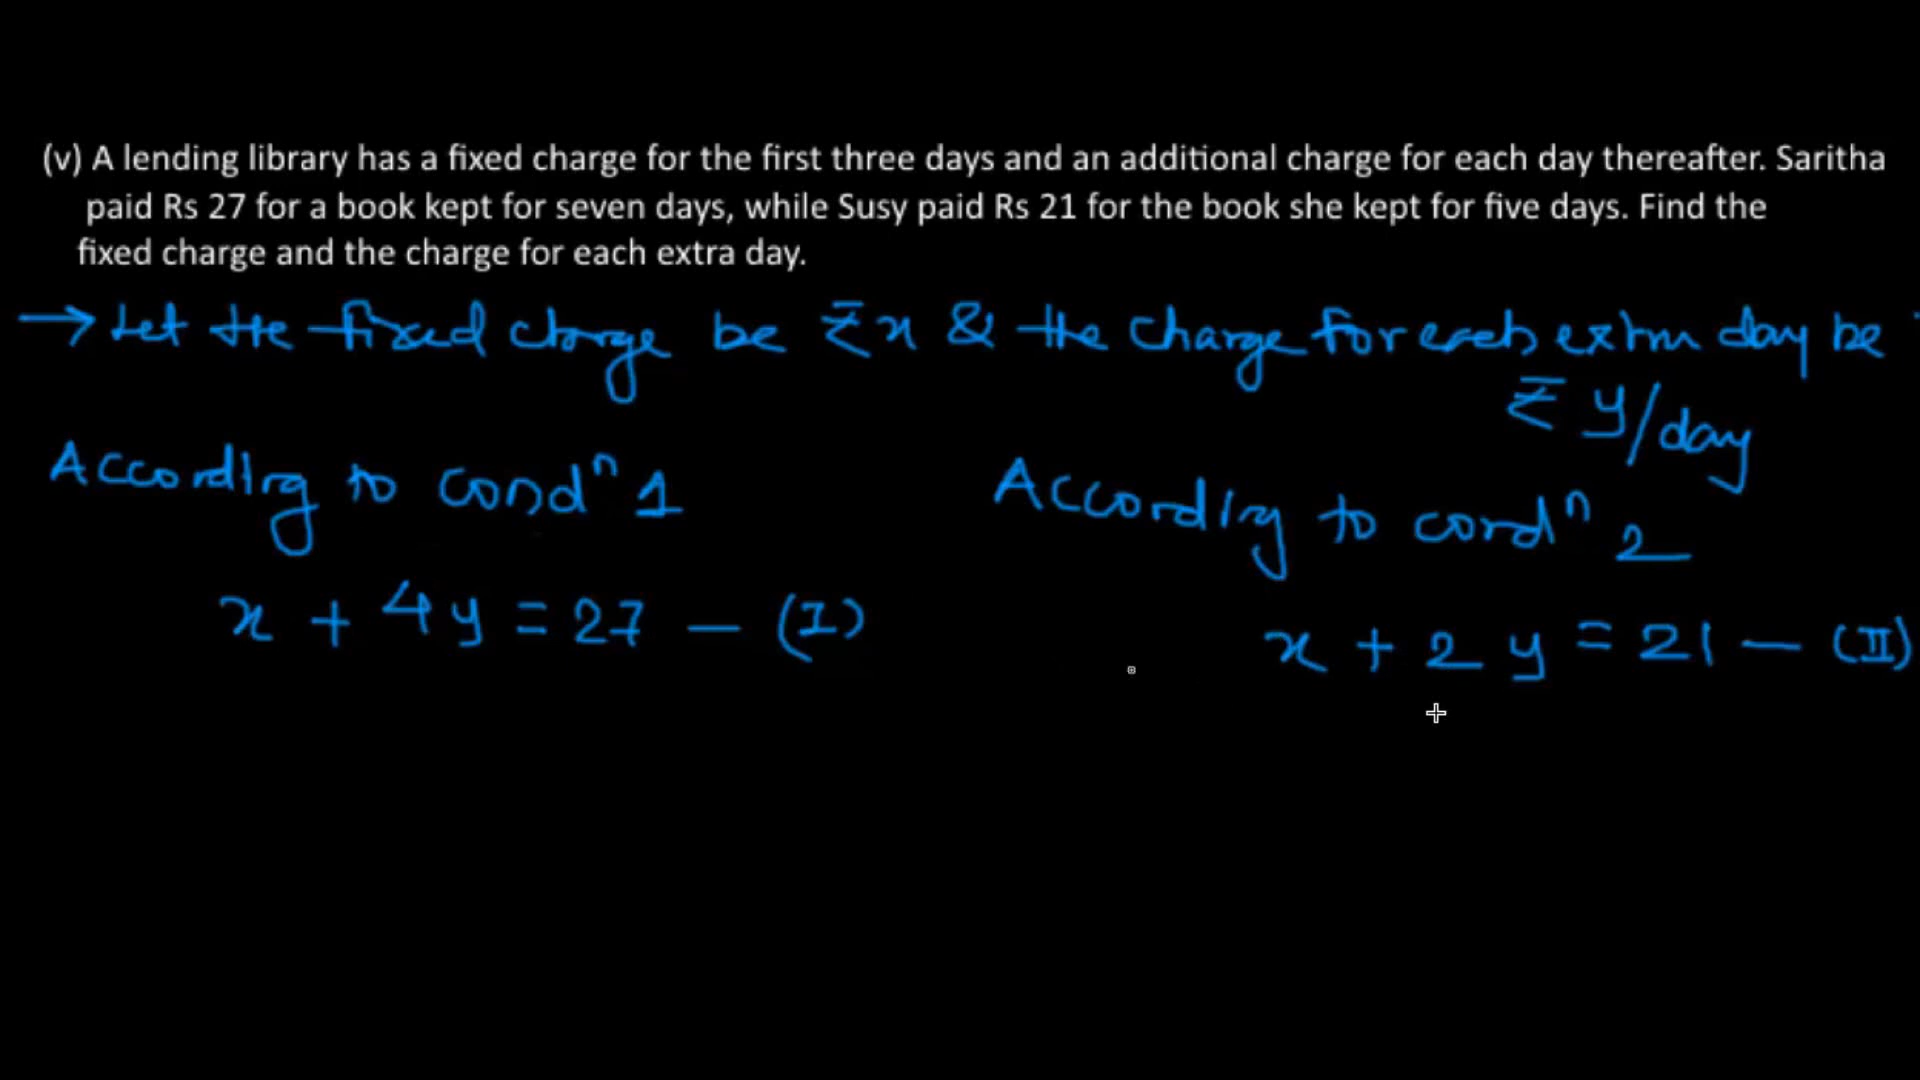 (v) A lending library has a fixed charge for the first three days and an additional charge for each day thereafter. Saritha
paid Rs 27 for a book kept for seven days, while Susy paid Rs 21 for the book she kept for five days. Find the
fixed charge and the charge for each extra day.
→ Let the fixed charge be ₹ x & the charge for each extra day be
₹ y/day
According to condⁿ 1
x + 4y = 27 — (I)
According to condⁿ 2
x + 2y = 21 — (II)